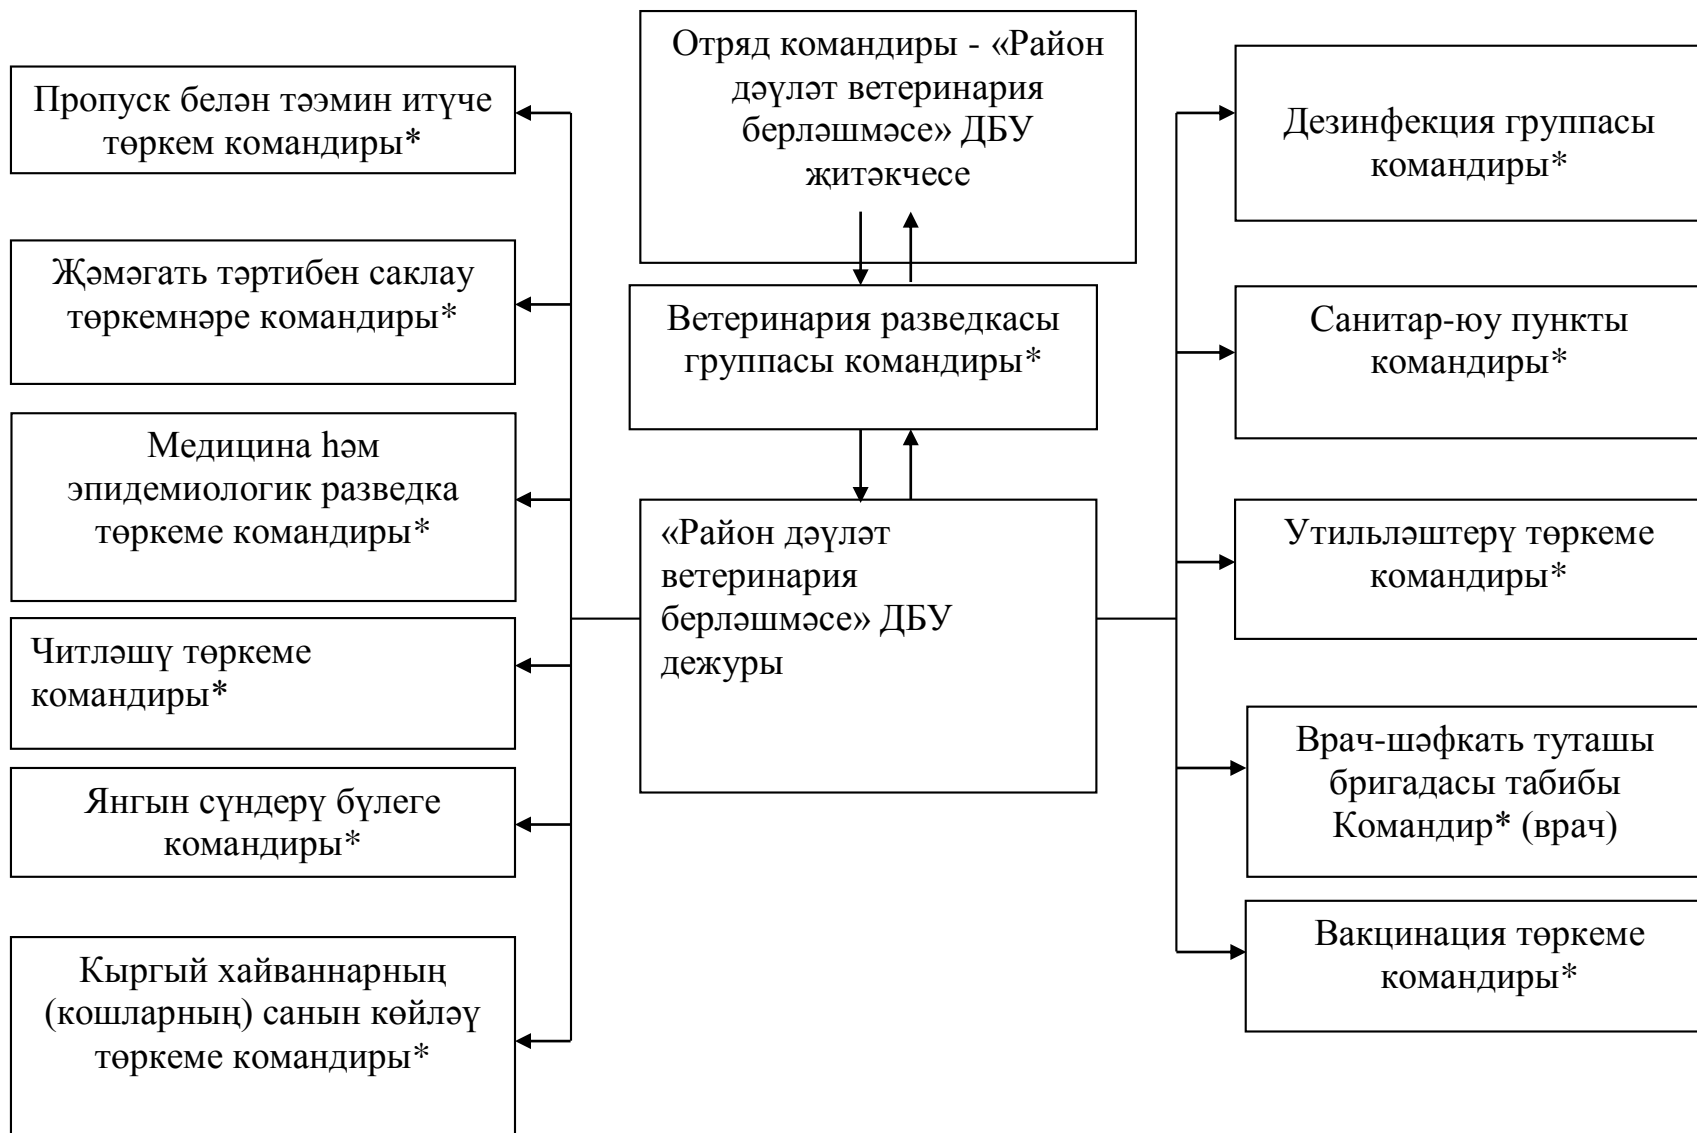 Пропуск белән тәэмин итүче
төркем командиры*
Җәмәгать тәртибен саклау
төркемнәре командиры*
Медицина һәм
эпидемиологик разведка
төркеме командиры*
Читләшү төркеме
командиры*
Янгын сүндерү бүлеге
командиры*
Кыргый хайваннарның
(кошларның) санын көйләү
төркеме командиры*
Отряд командиры - «Район
дәүләт ветеринария
берләшмәсе» ДБУ
җитәкчесе
Ветеринария разведкасы
группасы командиры*
«Район дәүләт
ветеринария
берләшмәсе» ДБУ
дежуры
Дезинфекция группасы
командиры*
Санитар-юу пункты
командиры*
Утильләштерү төркеме
командиры*
Врач-шәфкать туташы
бригадасы табибы
Командир* (врач)
Вакцинация төркеме
командиры*